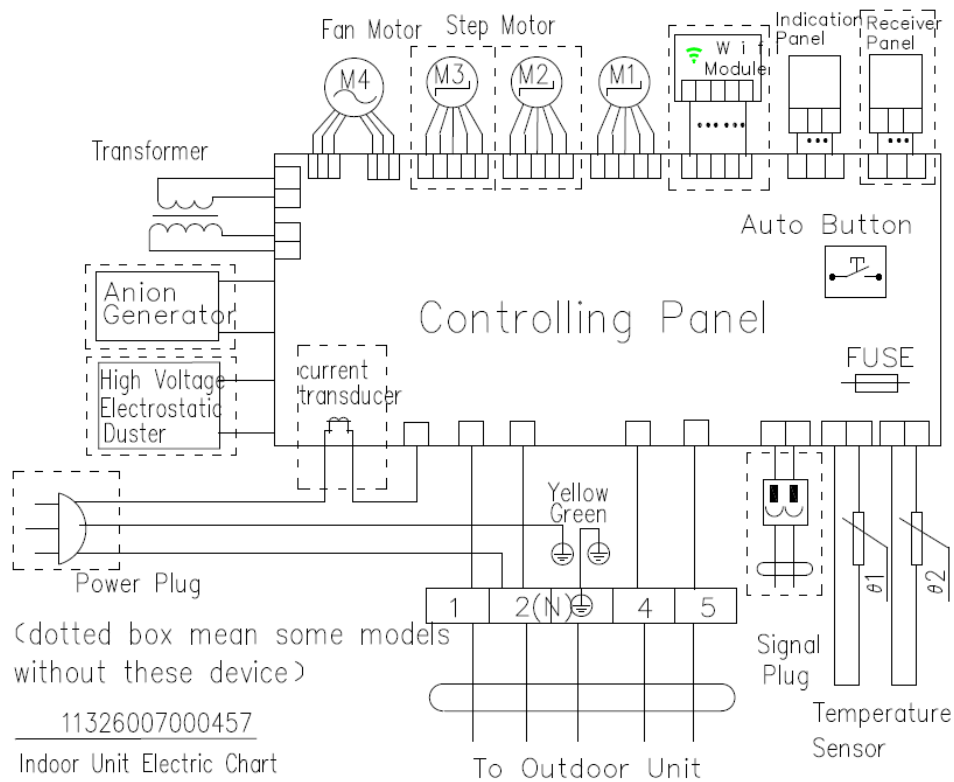 Fan Motor
Step Motor
Indication
Panel
Receiver
Panel
Wifi
Module
M4
M3
M2
M1
Transformer
Auto Button
Anion
Generator
Controlling Panel
FUSE
High Voltage
Electrostatic
Duster
current
transducer
Yellow
Green
Power Plug
1
2(N)
4
5
θ1
θ2
(dotted box mean some models
without these device)
Signal
Plug
11326007000457
Temperature
Sensor
Indoor Unit Electric Chart
To Outdoor Unit